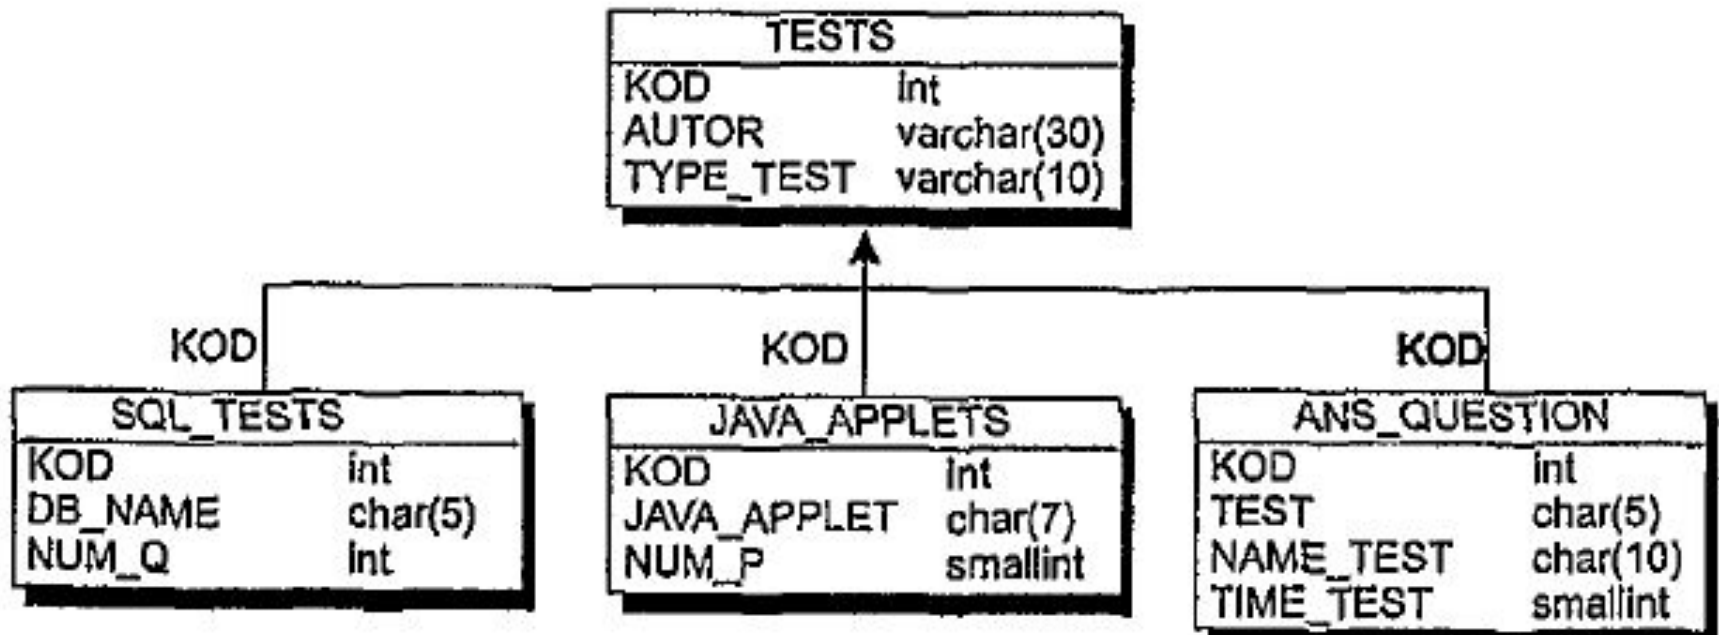 TESTS
KOD int
AUTOR varchar(30)
TYPE_TEST varchar(10)
KOD
KOD
KOD
SQL_TESTS
KOD int
DB_NAME char(5)
NUM_Q int
JAVA_APPLETS
KOD int
JAVA_APPLET char(7)
NUM_P smallint
ANS_QUESTION
KOD int
TEST char(5)
NAME_TEST char(10)
TIME_TEST smallint